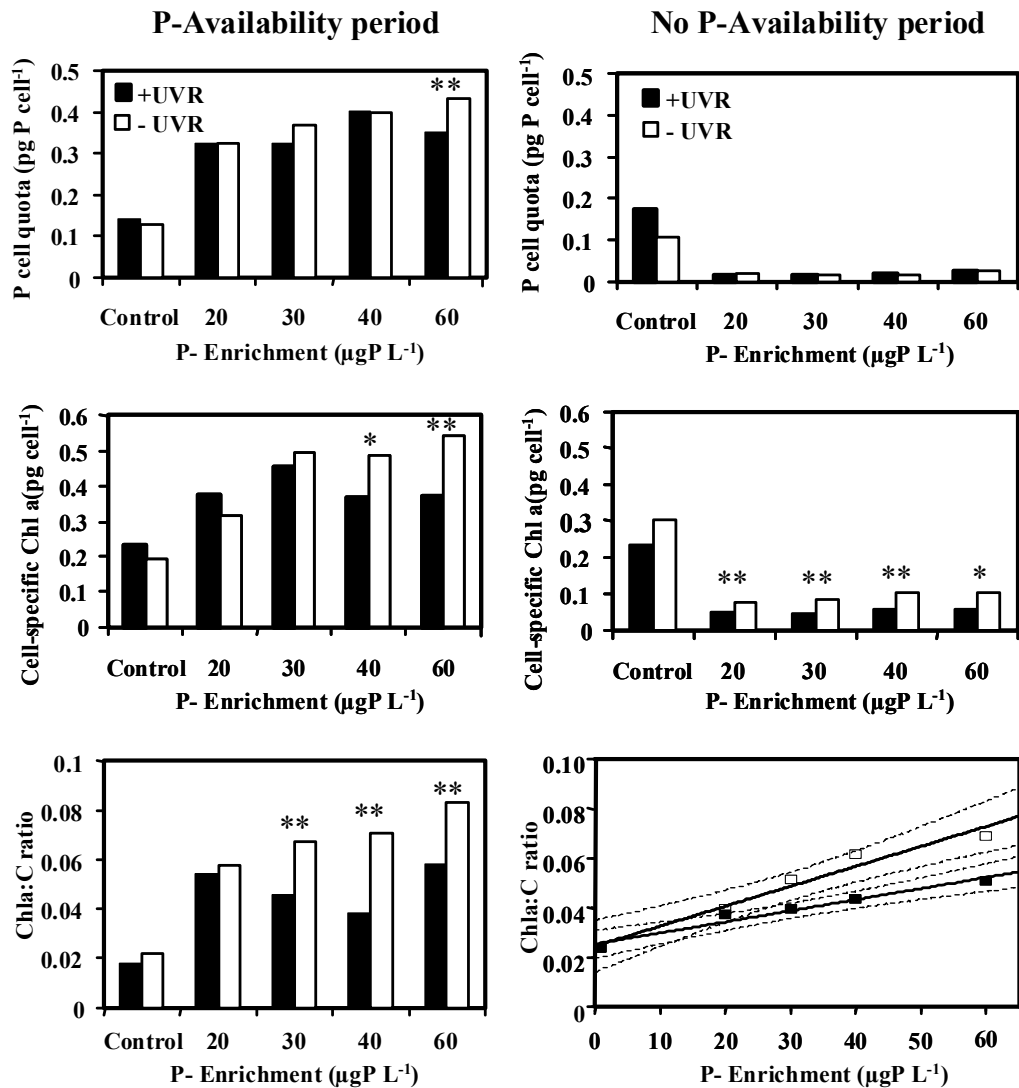 P-Availability period
No P-Availability period
P cell quota (pg P cell-1)
0.5
0.4
0.3
0.2
0.1
0
+UVR
- UVR
**
Control 20 30 40 60
P- Enrichment (µgP L-1)
P cell quota (pg P cell-1)
0.5
0.4
0.3
0.2
0.1
0
+UVR
- UVR
Control 20 30 40 60
P- Enrichment (µgP L-1)
Cell-specific Chl a(pg cell-1)
0.6
0.5
0.4
0.3
0.2
0.1
0
* **
Control 20 30 40 60
P- Enrichment (µgP L-1)
Cell-specific Chl a(pg cell-1)
0.6
0.5
0.4
0.3
0.2
0.1
0
** ** ** *
Control 20 30 40 60
P- Enrichment (µgP L-1)
Chla:C ratio
0.1
0.08
0.06
0.04
0.02
0
** ** **
Control 20 30 40 60
P- Enrichment (µgP L-1)
Chla:C ratio
0.10
0.08
0.06
0.04
0.02
0
0 10 20 30 40 50 60
P- Enrichment (µgP L-1)